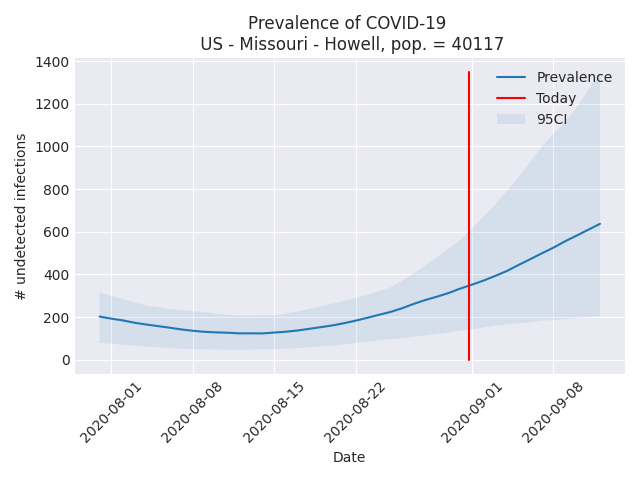 Prevalence of COVID-19
US - Missouri - Howell, pop. = 40117
1400
1200
1000
800
600
400
200
0
# undetected infections
Prevalence
Today
95CI
2020-08-01
2020-08-08
2020-08-15
2020-08-22
2020-09-01
2020-09-08
Date